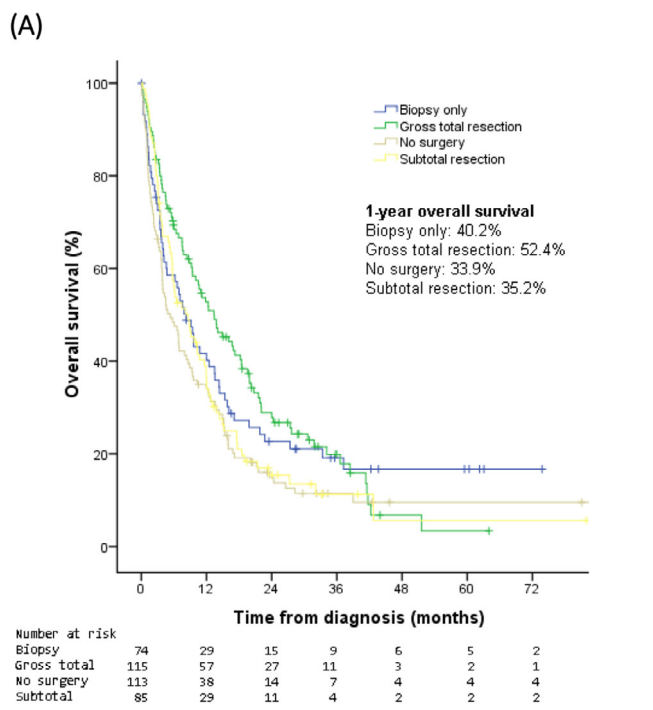 (A)
100
80
60
40
20
0
Overall survival (%)
Biopsy only
Gross total resection
No surgery
Subtotal resection
1-year overall survival
Biopsy only: 40.2%
Gross total resection: 52.4%
No surgery: 33.9%
Subtotal resection: 35.2%
0 12 24 36 48 60 72
Time from diagnosis (months)
Number at risk
Biopsy 74 29 15 9 6 5 2
Gross total 115 57 27 11 3 2 1
No surgery 113 38 14 7 4 4 4
Subtotal 85 29 11 4 2 2 2